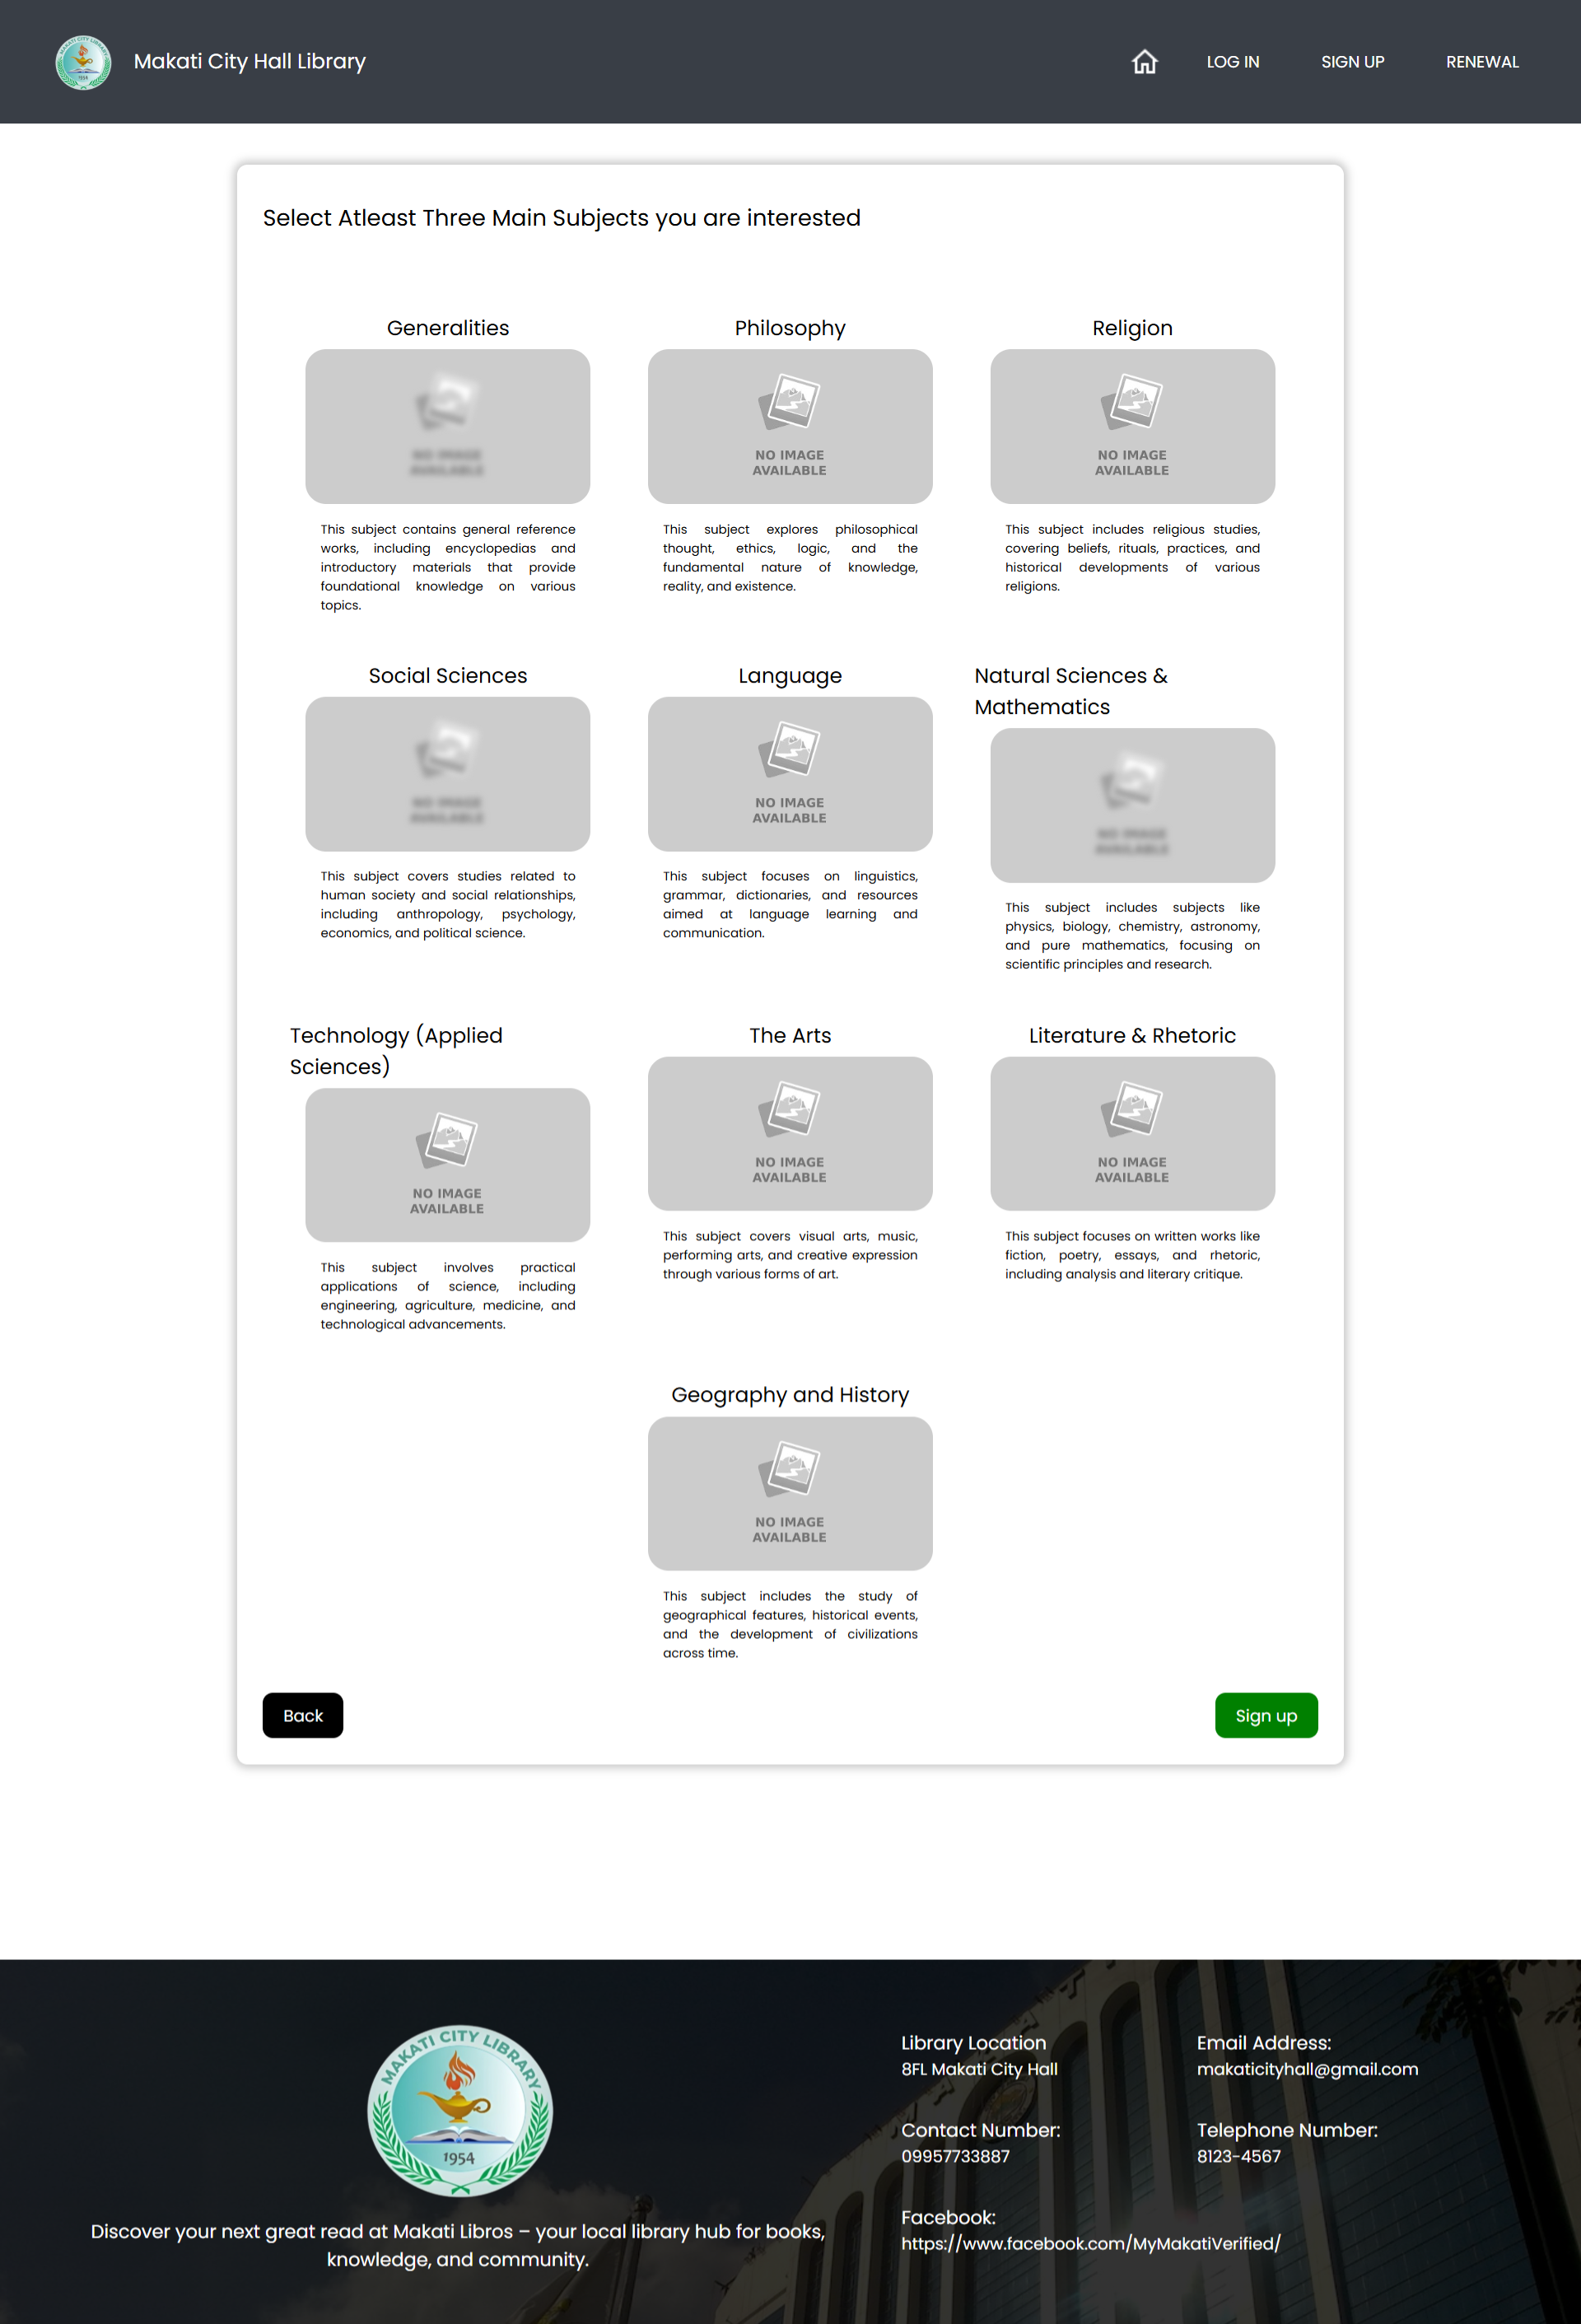 Makati City Hall Library
LOG IN
SIGN UP
RENEWAL
Select Atleast Three Main Subjects you are interested
Generalities
NO IMAGE
AVAILABLE
This subject contains general reference
works, including encyclopedias and
introductory materials that provide
foundational knowledge on various
topics.
Philosophy
NO IMAGE
AVAILABLE
This subject explores philosophical
thought, ethics, logic, and the
fundamental nature of knowledge,
reality, and existence.
Religion
NO IMAGE
AVAILABLE
This subject includes religious studies,
covering beliefs, rituals, practices, and
historical developments of various
religions.
Social Sciences
NO IMAGE
AVAILABLE
This subject covers studies related to
human society and social relationships,
including anthropology, psychology,
economics, and political science.
Language
NO IMAGE
AVAILABLE
This subject focuses on linguistics,
grammar, dictionaries, and resources
aimed at language learning and
communication.
Natural Sciences &
Mathematics
NO IMAGE
AVAILABLE
This subject includes subjects like
physics, biology, chemistry, astronomy,
and pure mathematics, focusing on
scientific principles and research.
Technology (Applied
Sciences)
NO IMAGE
AVAILABLE
This subject involves practical
applications of science, including
engineering, agriculture, medicine, and
technological advancements.
The Arts
NO IMAGE
AVAILABLE
This subject covers visual arts, music,
performing arts, and creative expression
through various forms of art.
Literature & Rhetoric
NO IMAGE
AVAILABLE
This subject focuses on written works like
fiction, poetry, essays, and rhetoric,
including analysis and literary critique.
Geography and History
NO IMAGE
AVAILABLE
This subject includes the study of
geographical features, historical events,
and the development of civilizations
across time.
Back
Sign up
MAKATI CITY LIBRARY
1954
Discover your next great read at Makati Libros – your local library hub for books,
knowledge, and community.
Library Location
8FL Makati City Hall
Email Address:
makaticityhall@gmail.com
Contact Number:
09957733887
Telephone Number:
8123-4567
Facebook:
https://www.facebook.com/MyMakatiVerified/